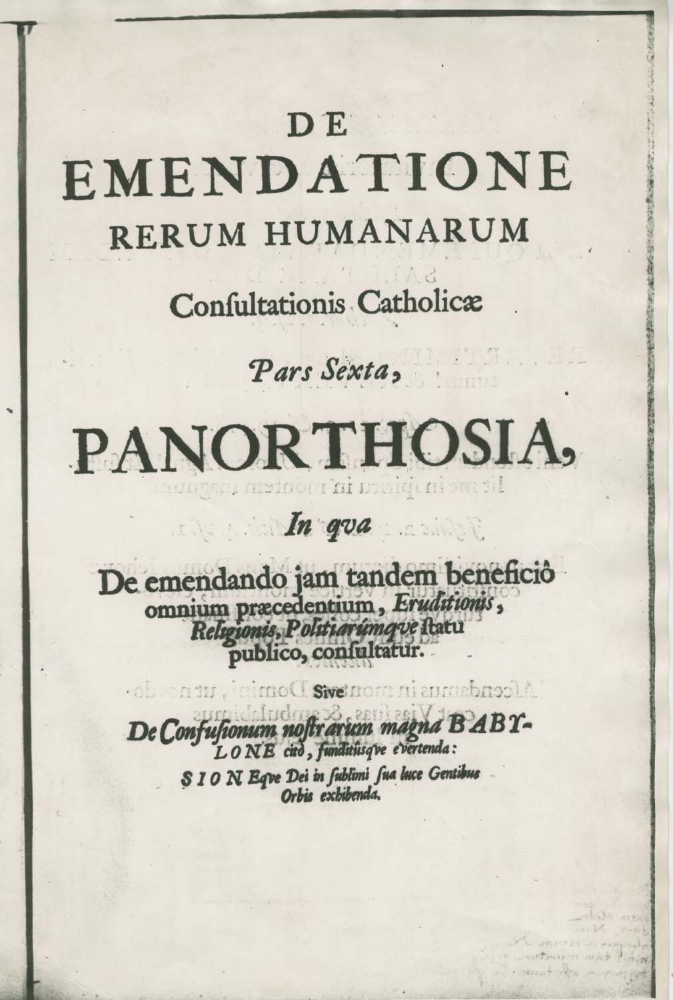 DE
EMENDATIONE
RERUM HUMANARUM
Conſultationis Catholicæ
Pars Sexta,
PANORTHOSIA,
In qva
De emendando jam tandem beneficiô
omnium præcedentium, Eruditionis,
Religionis, Politiarúmqve ſtatu
publico, conſultatur.
Sive
De Confuſionum noſtrarum magna BABY-
LONE citò, funditûsqve evertenda:
SION Eqve Dei in ſublimi ſua luce Gentibus
Orbis exhibenda.